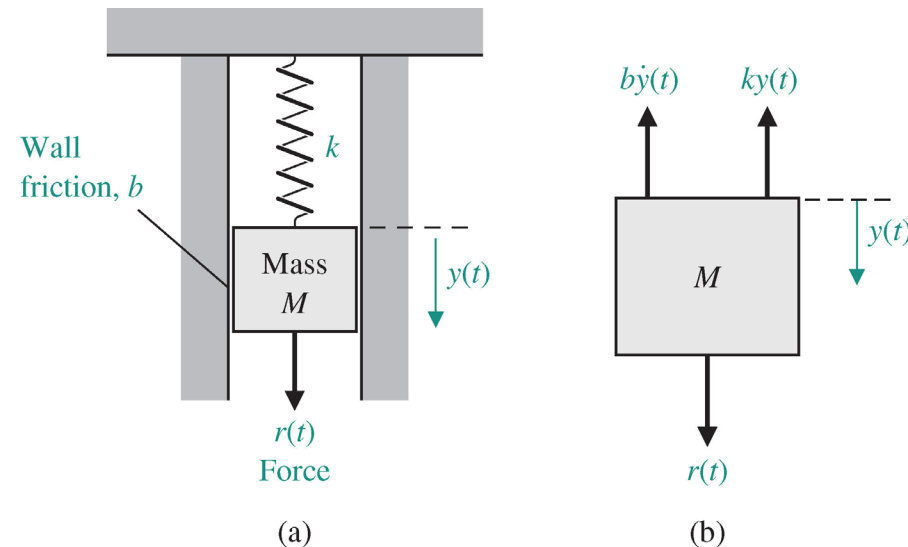 Wall
friction, b
k
Mass
M
y(t)
r(t)
Force
(a)
bẏ(t)
ky(t)
y(t)
M
r(t)
(b)